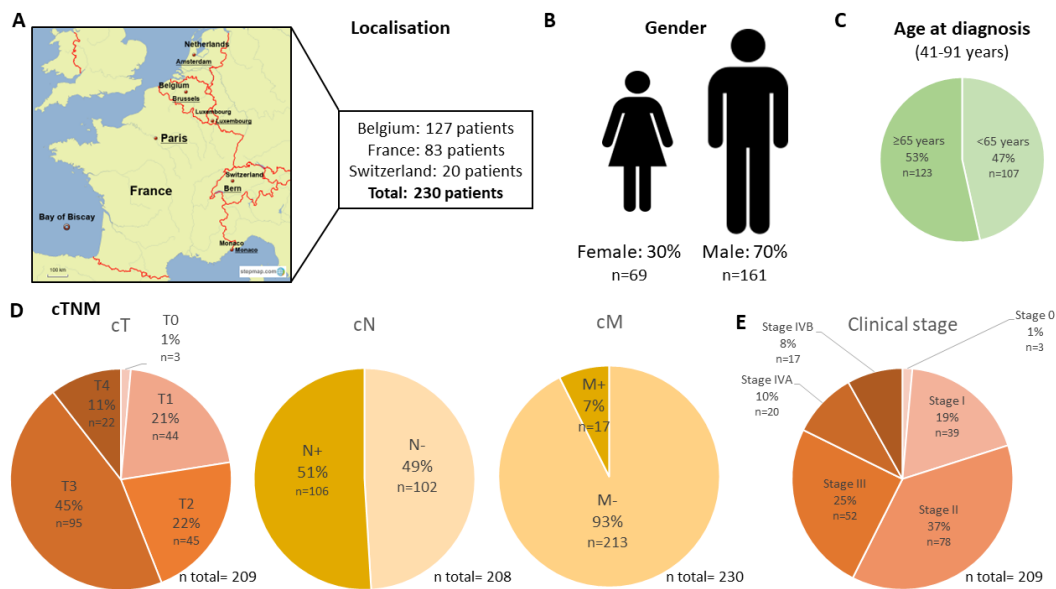 A
Localisation
Netherlands
Amsterdam
Belgium
Brussels
Luxembourg
Luxembourg
Paris
France
Switzerland
Bern
Bay of Biscay
Monaco
Monaco
100 km
stepmap.com
Belgium: 127 patients
France: 83 patients
Switzerland: 20 patients
Total: 230 patients
B
Gender
Female: 30%
n=69
Male: 70%
n=161
C
Age at diagnosis
(41-91 years)
≥65 years
53%
n=123
<65 years
47%
n=107
D
cTNM
cT
T0
1%
n=3
T4
11%
n=22
T1
21%
n=44
T3
45%
n=95
T2
22%
n=45
n total= 209
cN
N+
51%
n=106
N-
49%
n=102
n total= 208
cM
M+
7%
n=17
M-
93%
n=213
n total= 230
E
Clinical stage
Stage 0
1%
n=3
Stage IVB
8%
n=17
Stage IVA
10%
n=20
Stage I
19%
n=39
Stage III
25%
n=52
Stage II
37%
n=78
n total= 209